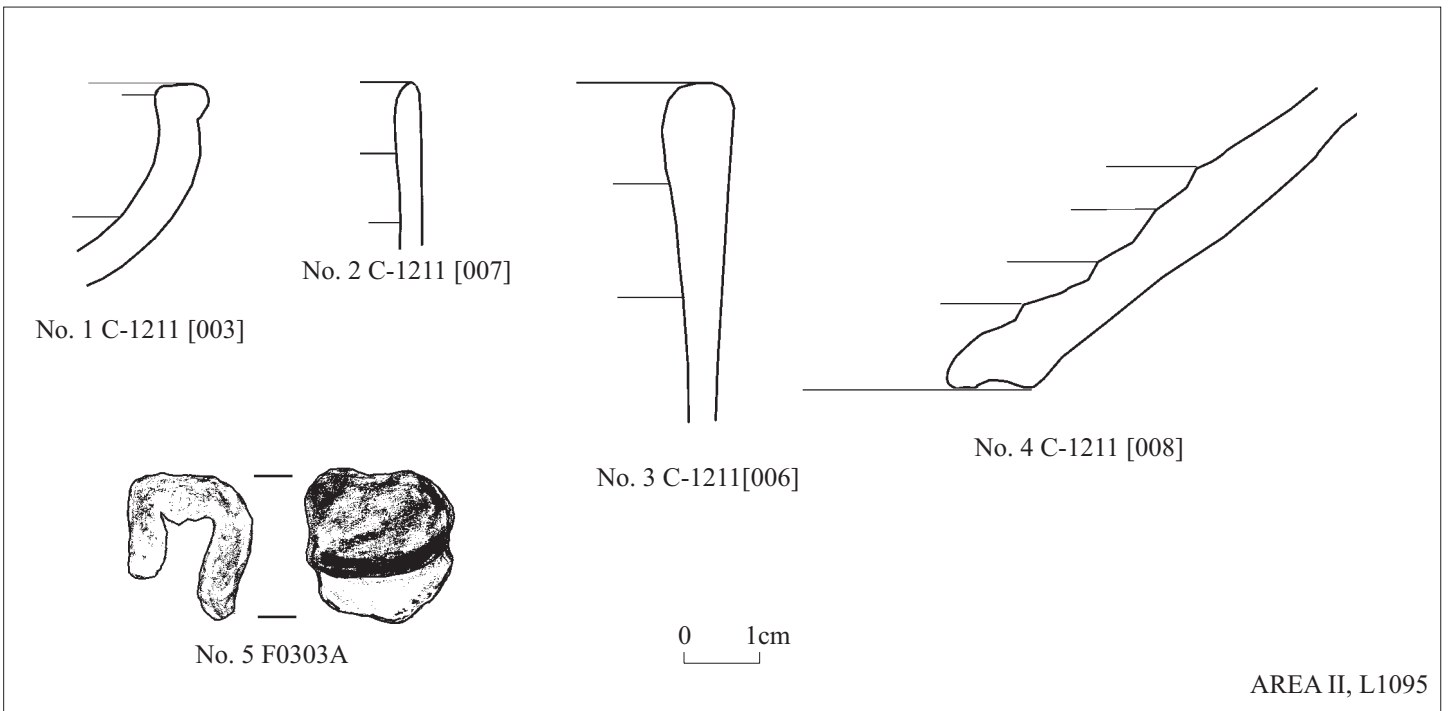 No. 1 C-1211 [003]
No. 2 C-1211 [007]
No. 3 C-1211[006]
No. 4 C-1211 [008]
No. 5 F0303A
0 1cm
AREA II, L1095